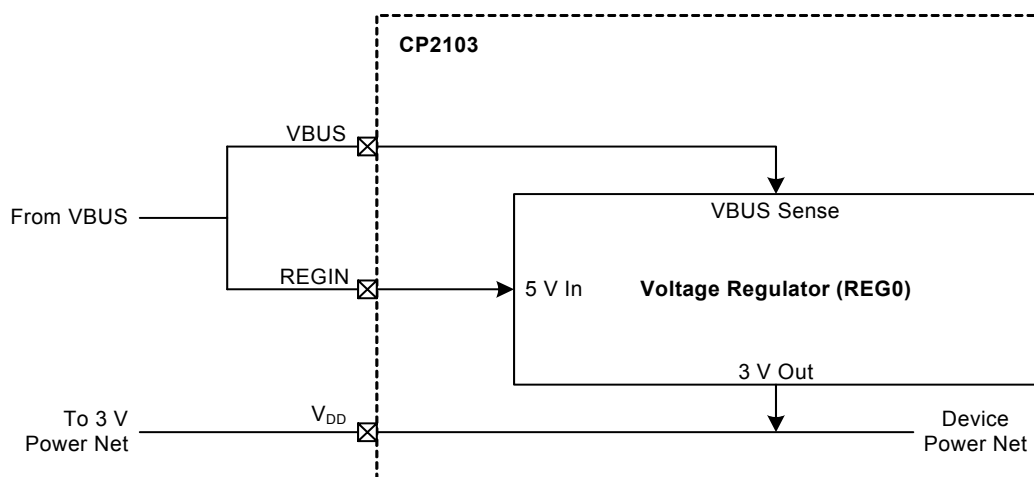 CP2103
VBUS
From VBUS
VBUS Sense
REGIN
5 V In
Voltage Regulator (REG0)
3 V Out
To 3 V
Power Net
VDD
Device
Power Net